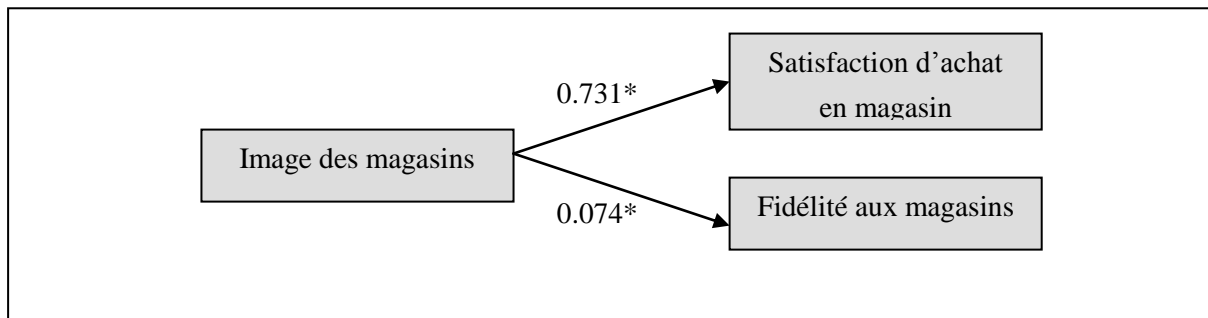 Satisfaction d’achat
en magasin
0.731*
Image des magasins
0.074*
Fidélité aux magasins